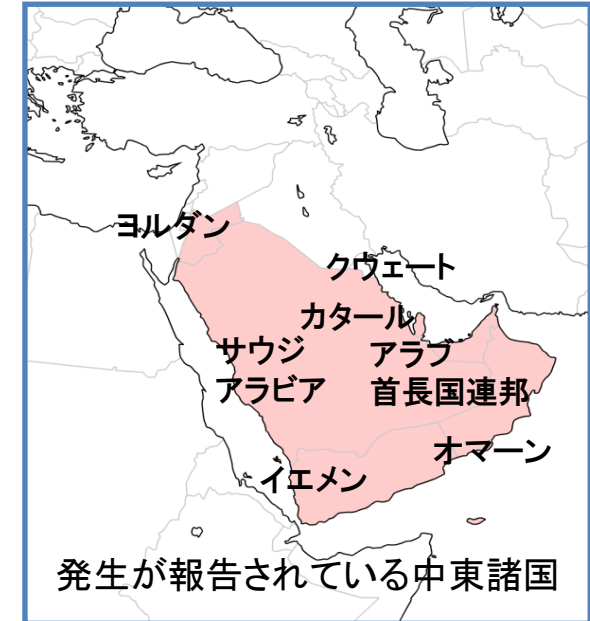 ヨルダン
クウェート
カタール
サウジ
アラビア
アラブ
首長国連邦
オマーン
イエメン
発生が報告されている中東諸国